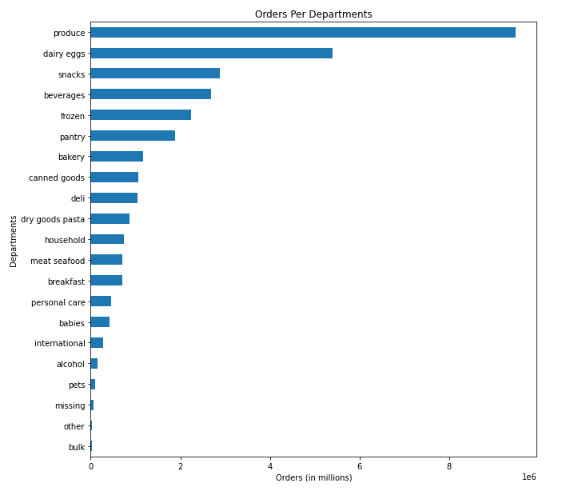 Orders Per Departments
Departments
produce
dairy eggs
snacks
beverages
frozen
pantry
bakery
canned goods
deli
dry goods pasta
household
meat seafood
breakfast
personal care
babies
international
alcohol
pets
missing
other
bulk
0 2 4 6 8
1e6
Orders (in millions)